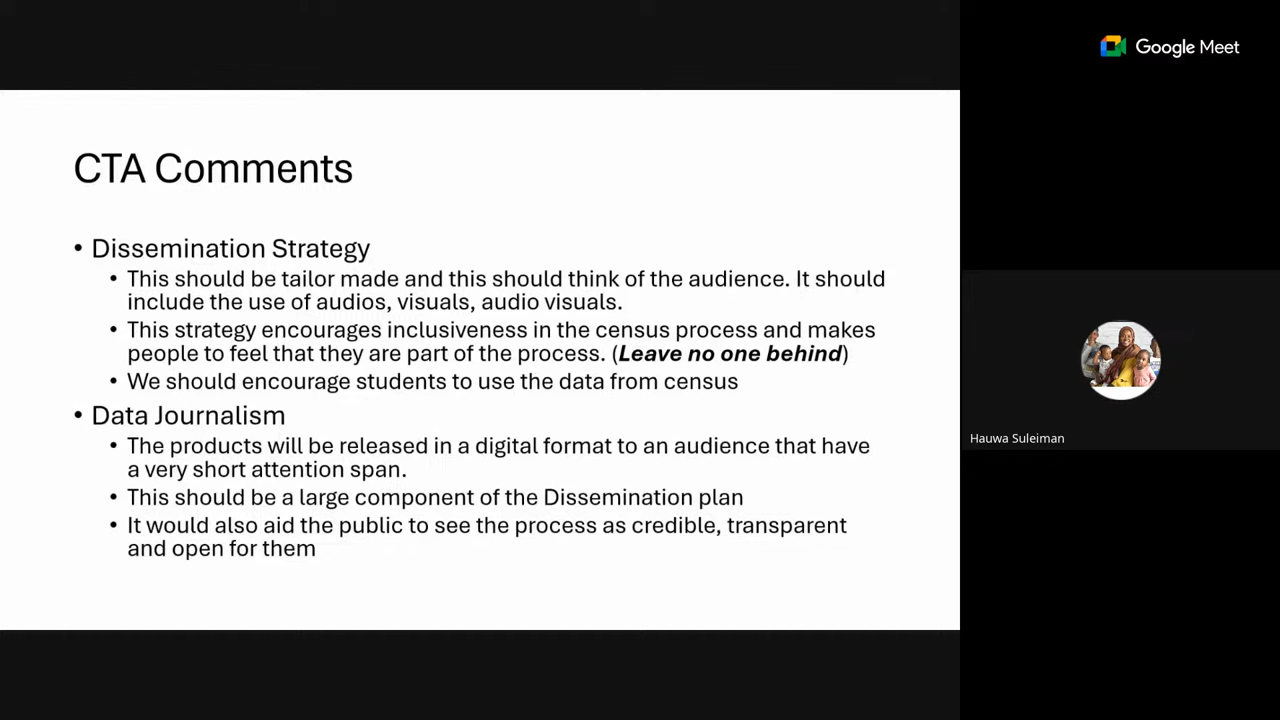 Google Meet
CTA Comments
• Dissemination Strategy
• This should be tailor made and this should think of the audience. It should
include the use of audios, visuals, audio visuals.
• This strategy encourages inclusiveness in the census process and makes
people to feel that they are part of the process. (Leave no one behind)
• We should encourage students to use the data from census
• Data Journalism
• The products will be released in a digital format to an audience that have
a very short attention span.
• This should be a large component of the Dissemination plan
• It would also aid the public to see the process as credible, transparent
and open for them
Hauwa Suleiman